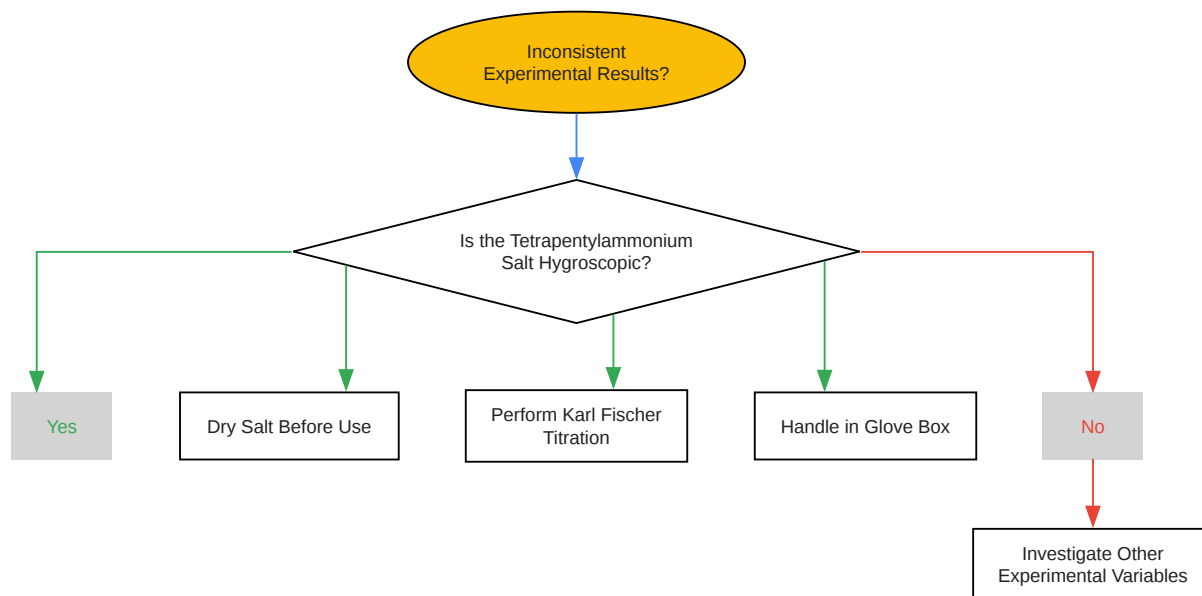 Inconsistent
Experimental Results?
Is the Tetrapentylammonium
Salt Hygroscopic?
Yes
Dry Salt Before Use
Perform Karl Fischer
Titration
Handle in Glove Box
No
Investigate Other
Experimental Variables